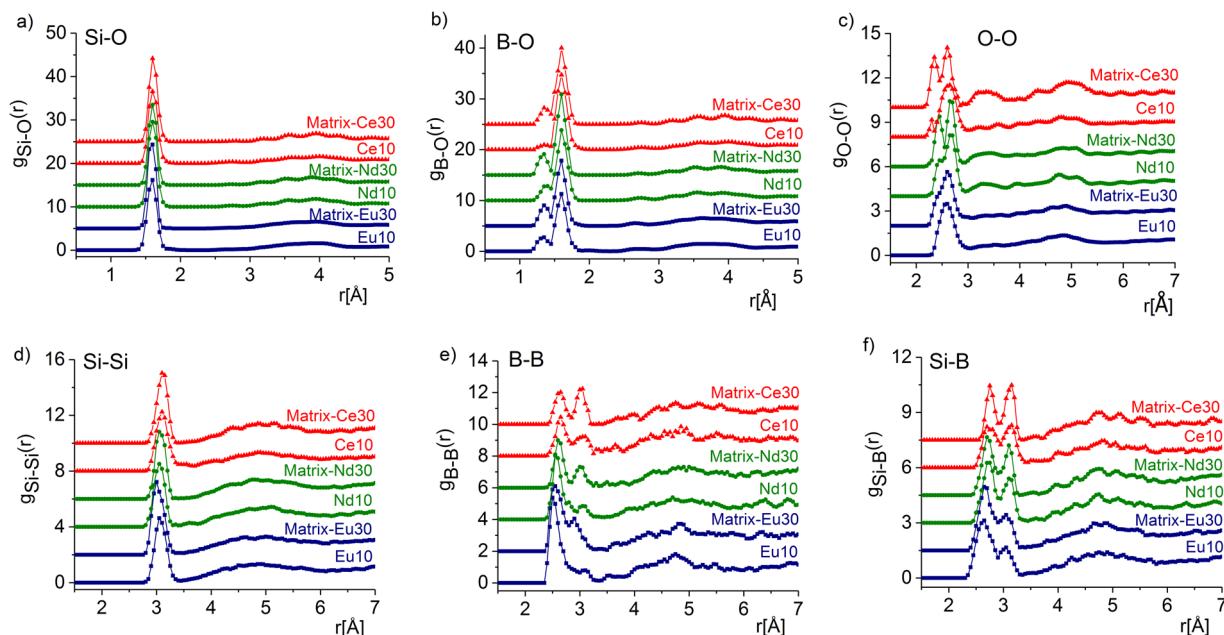 a) Si-O
50
40
30
20
10
0
g Si-O(r)
Matrix-Ce30
Ce10
Matrix-Nd30
Nd10
Matrix-Eu30
Eu10
1 2 3 4 5
r[Å]
b) B-O
40
30
20
10
0
g B-O(r)
Matrix-Ce30
Ce10
Matrix-Nd30
Nd10
Matrix-Eu30
Eu10
1 2 3 4 5
r[Å]
c) O-O
15
12
9
6
3
0
g O-O(r)
Matrix-Ce30
Ce10
Matrix-Nd30
Nd10
Matrix-Eu30
Eu10
2 3 4 5 6 7
r[Å]
d) Si-Si
16
12
8
4
0
g Si-Si(r)
Matrix-Ce30
Ce10
Matrix-Nd30
Nd10
Matrix-Eu30
Eu10
2 3 4 5 6 7
r[Å]
e) B-B
14
12
10
8
6
4
2
0
g B-B(r)
Matrix-Ce30
Ce10
Matrix-Nd30
Nd10
Matrix-Eu30
Eu10
2 3 4 5 6 7
r[Å]
f) Si-B
12
9
6
3
0
g Si-B(r)
Matrix-Ce30
Ce10
Matrix-Nd30
Nd10
Matrix-Eu30
Eu10
2 3 4 5 6 7
r[Å]